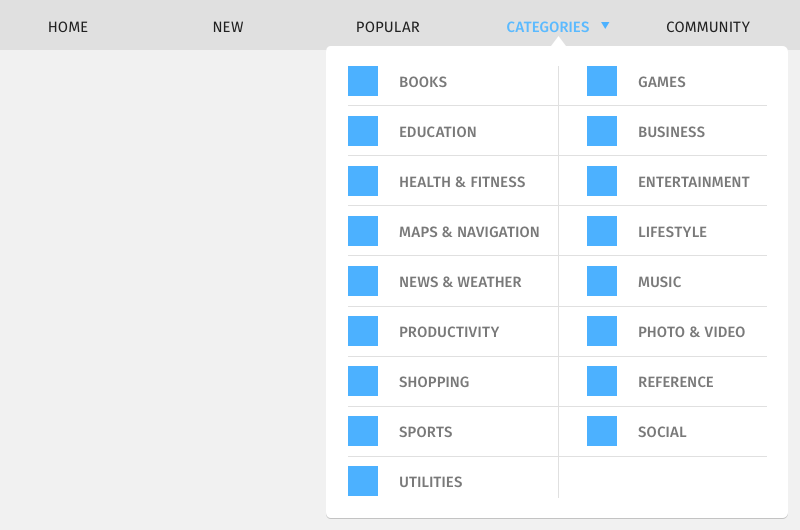 HOME
NEW
POPULAR
CATEGORIES
COMMUNITY
BOOKS
GAMES
EDUCATION
BUSINESS
HEALTH & FITNESS
ENTERTAINMENT
MAPS & NAVIGATION
LIFESTYLE
NEWS & WEATHER
MUSIC
PRODUCTIVITY
PHOTO & VIDEO
SHOPPING
REFERENCE
SPORTS
SOCIAL
UTILITIES